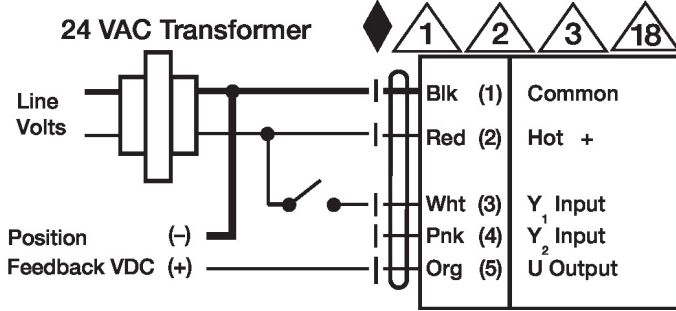 24 VAC Transformer
1 2 3 18
Line
Volts
Blk (1) Common
Red (2) Hot +
Wht (3) Y1 Input
Position (–)
Pnk (4) Y2 Input
Feedback VDC (+)
Org (5) U Output